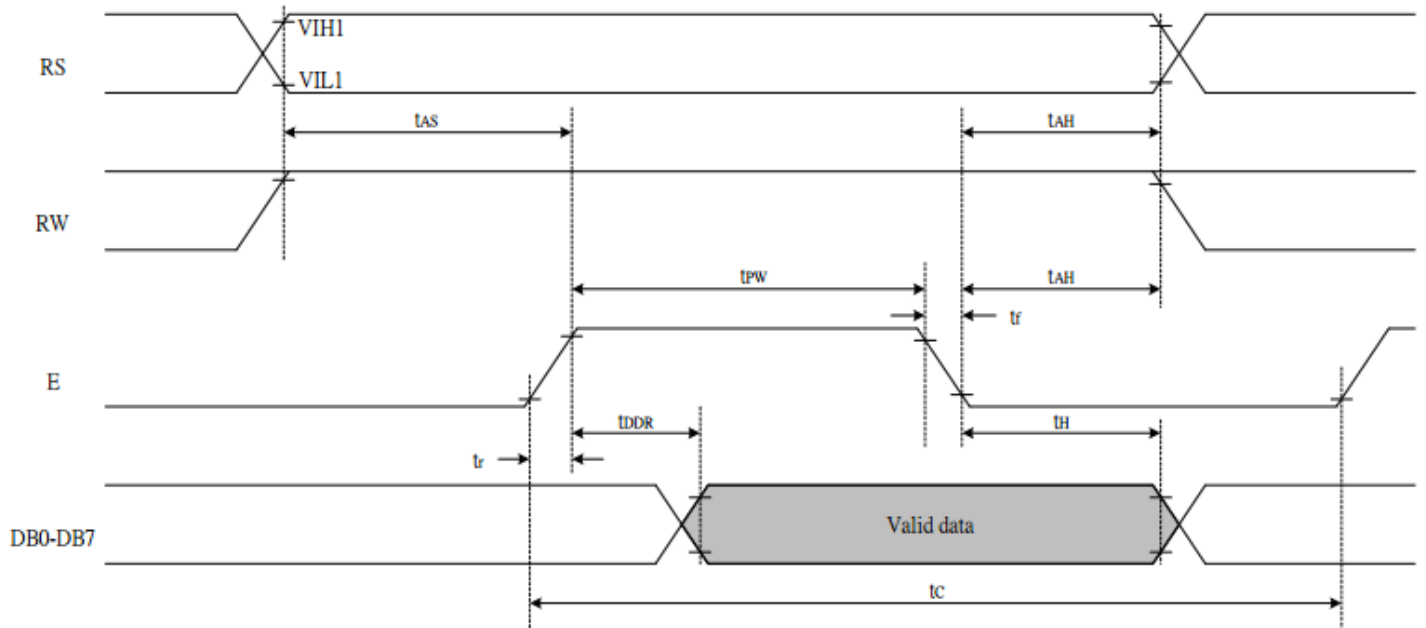 VIH1
RS
VIL1
tAS
tAH
RW
tPW
tAH
tf
E
tDDR
tH
tr
Valid data
DB0-DB7
tC